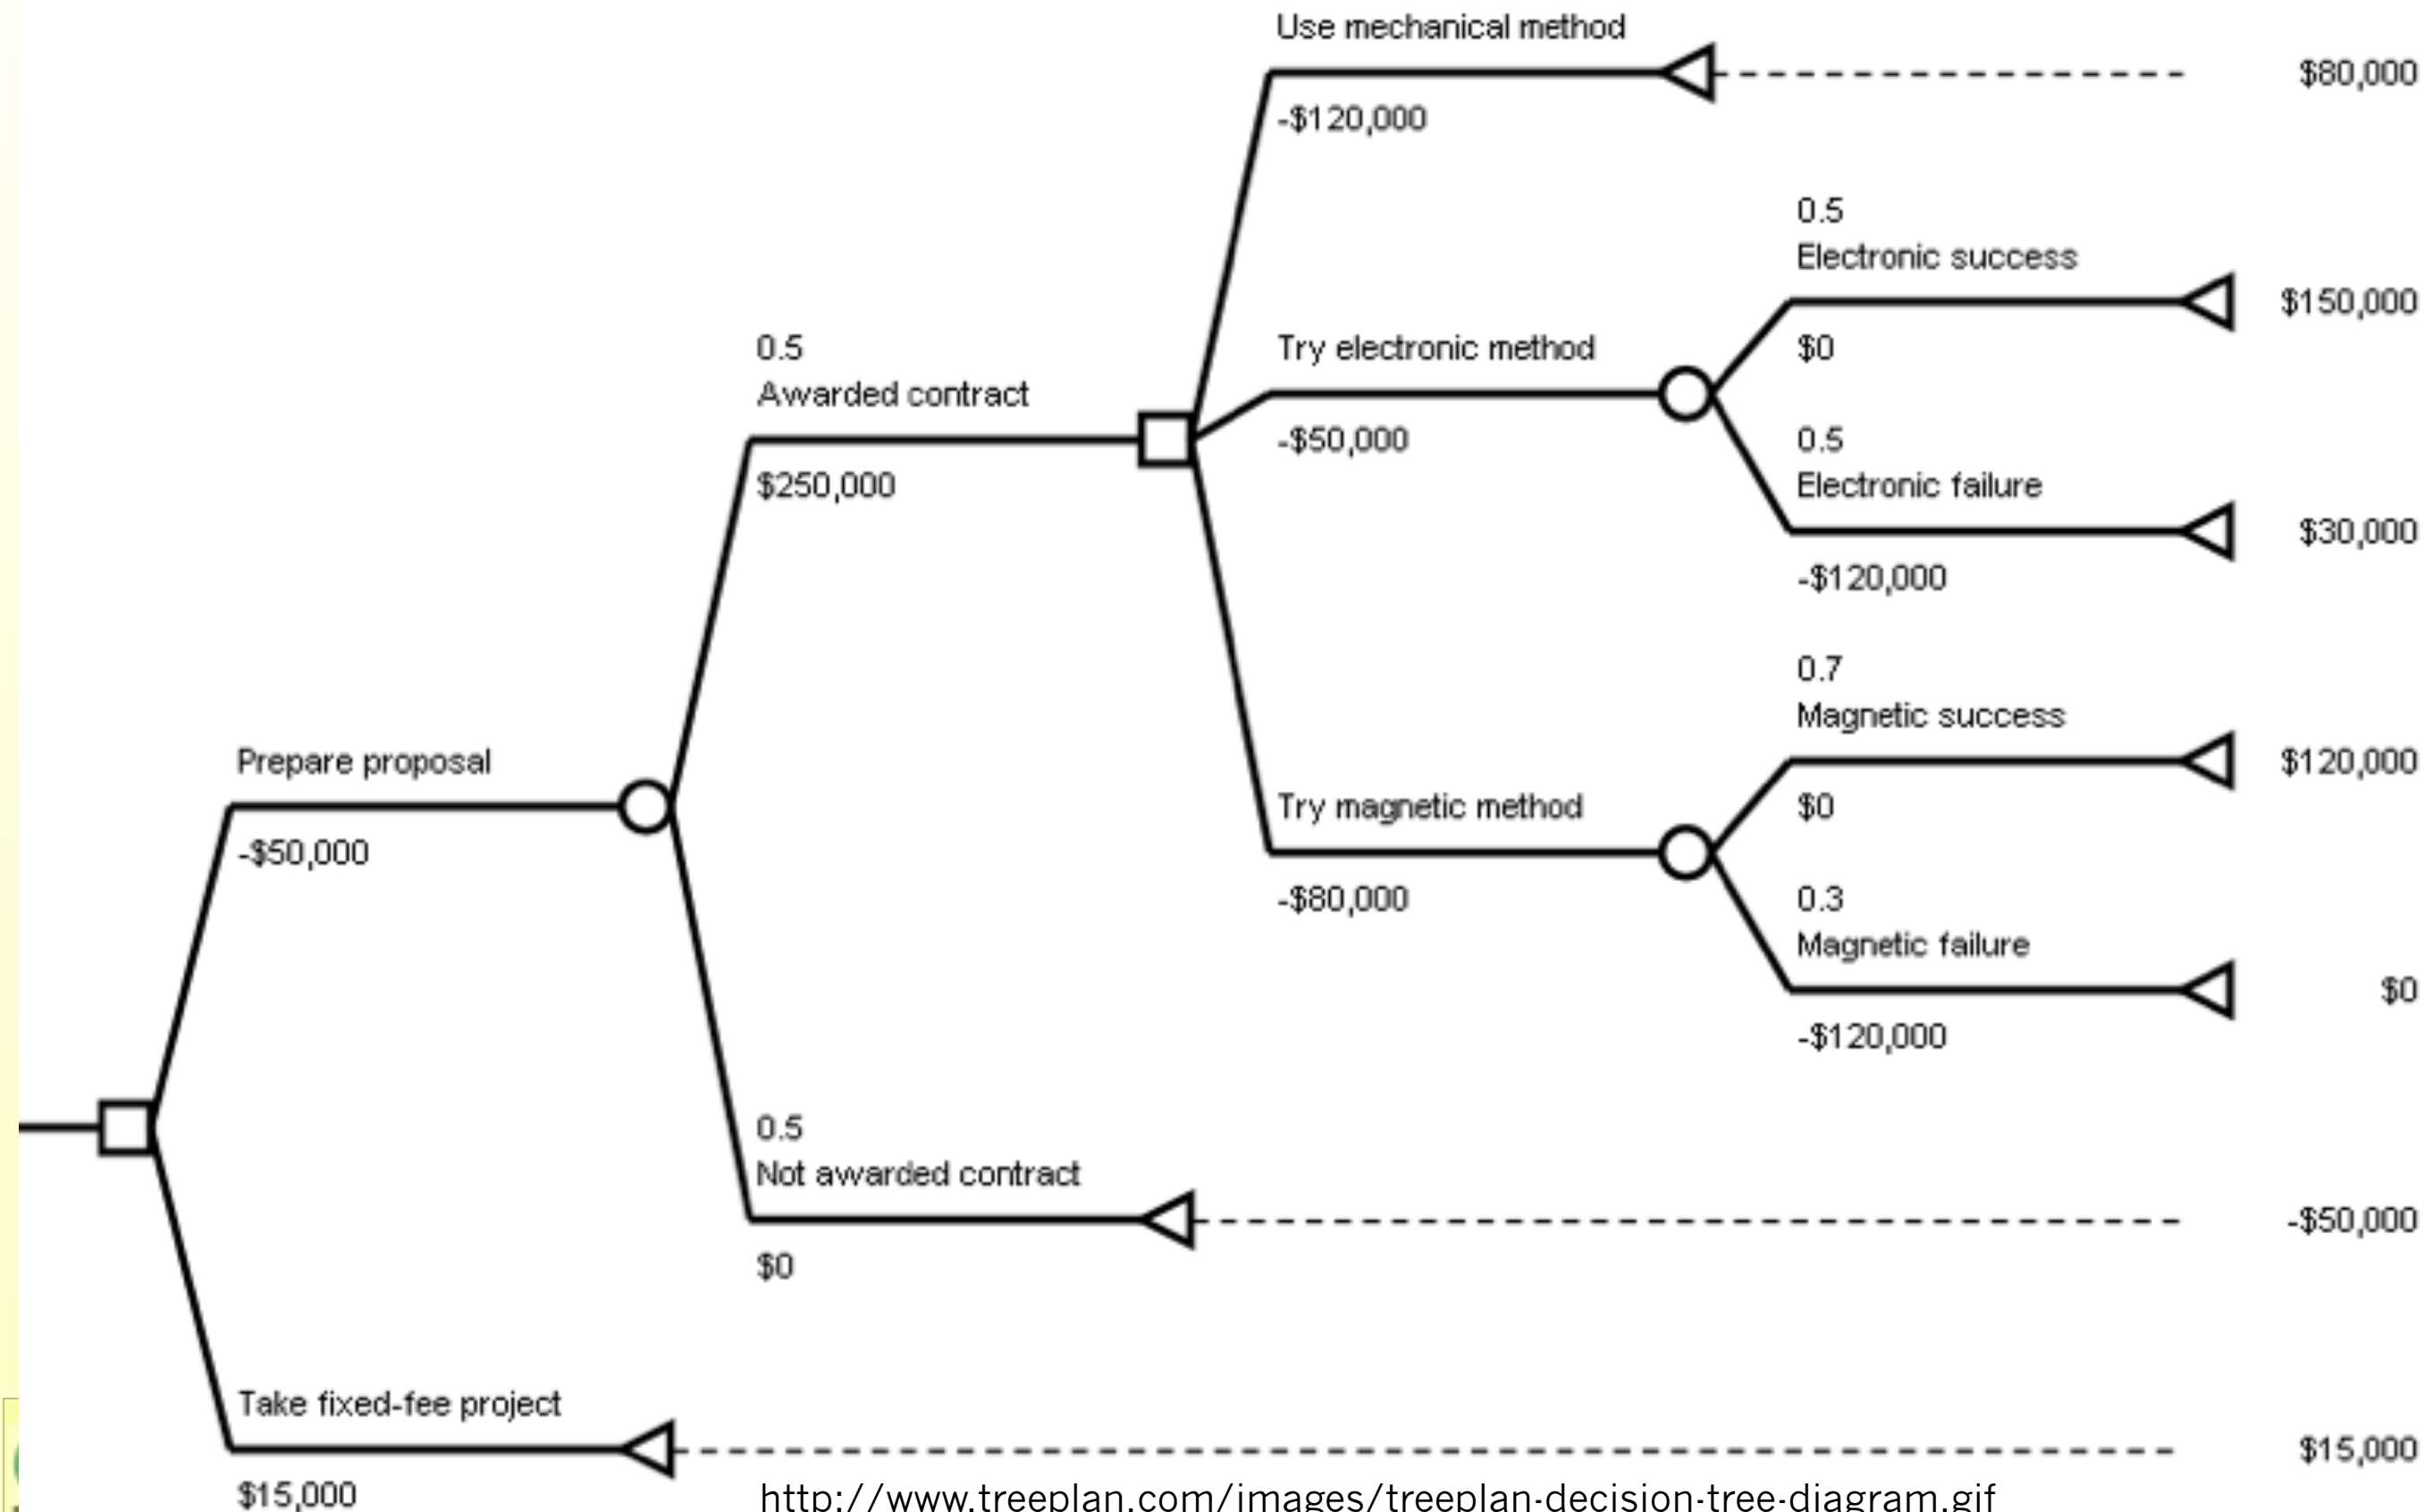 Use mechanical method
$80,000
-$120,000
0.5
Electronic success
$150,000
$0
0.5
Awarded contract
$250,000
Try electronic method
-$50,000
0.5
Electronic failure
$30,000
-$120,000
0.7
Magnetic success
$120,000
$0
Prepare proposal
-$50,000
Try magnetic method
-$80,000
0.3
Magnetic failure
$0
-$120,000
0.5
Not awarded contract
-$50,000
$0
Take fixed-fee project
$15,000
$15,000
http://www.treeplan.com/images/treeplan-decision-tree-diagram.gif